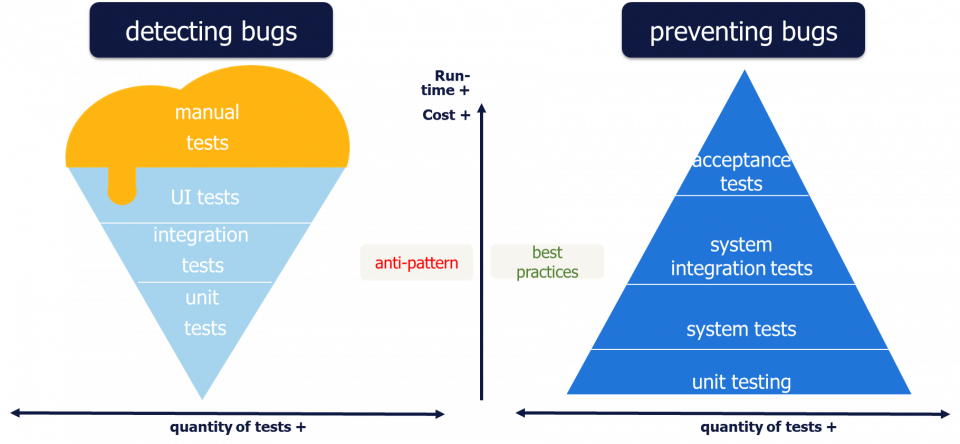 detecting bugs
preventing bugs
manual
tests
UI tests
integration
tests
unit
tests
Run-
time +
Cost +
anti-pattern
best
practices
acceptance
tests
system
integration tests
system tests
unit testing
quantity of tests +
quantity of tests +